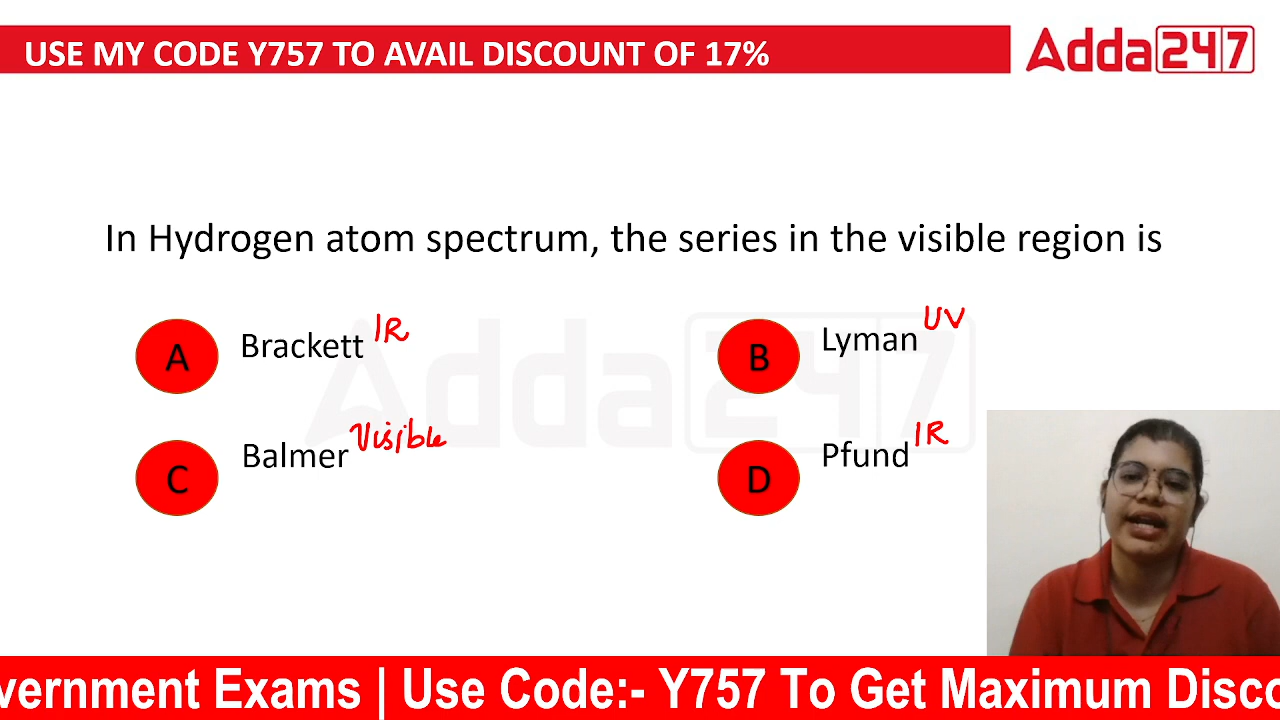 USE MY CODE Y757 TO AVAIL DISCOUNT OF 17%
Adda247
In Hydrogen atom spectrum, the series in the visible region is
A Brackett IR
B Lyman UV
C Balmer Visible
D Pfund IR
Adda247
vernment Exams | Use Code:- Y757 To Get Maximum Disco